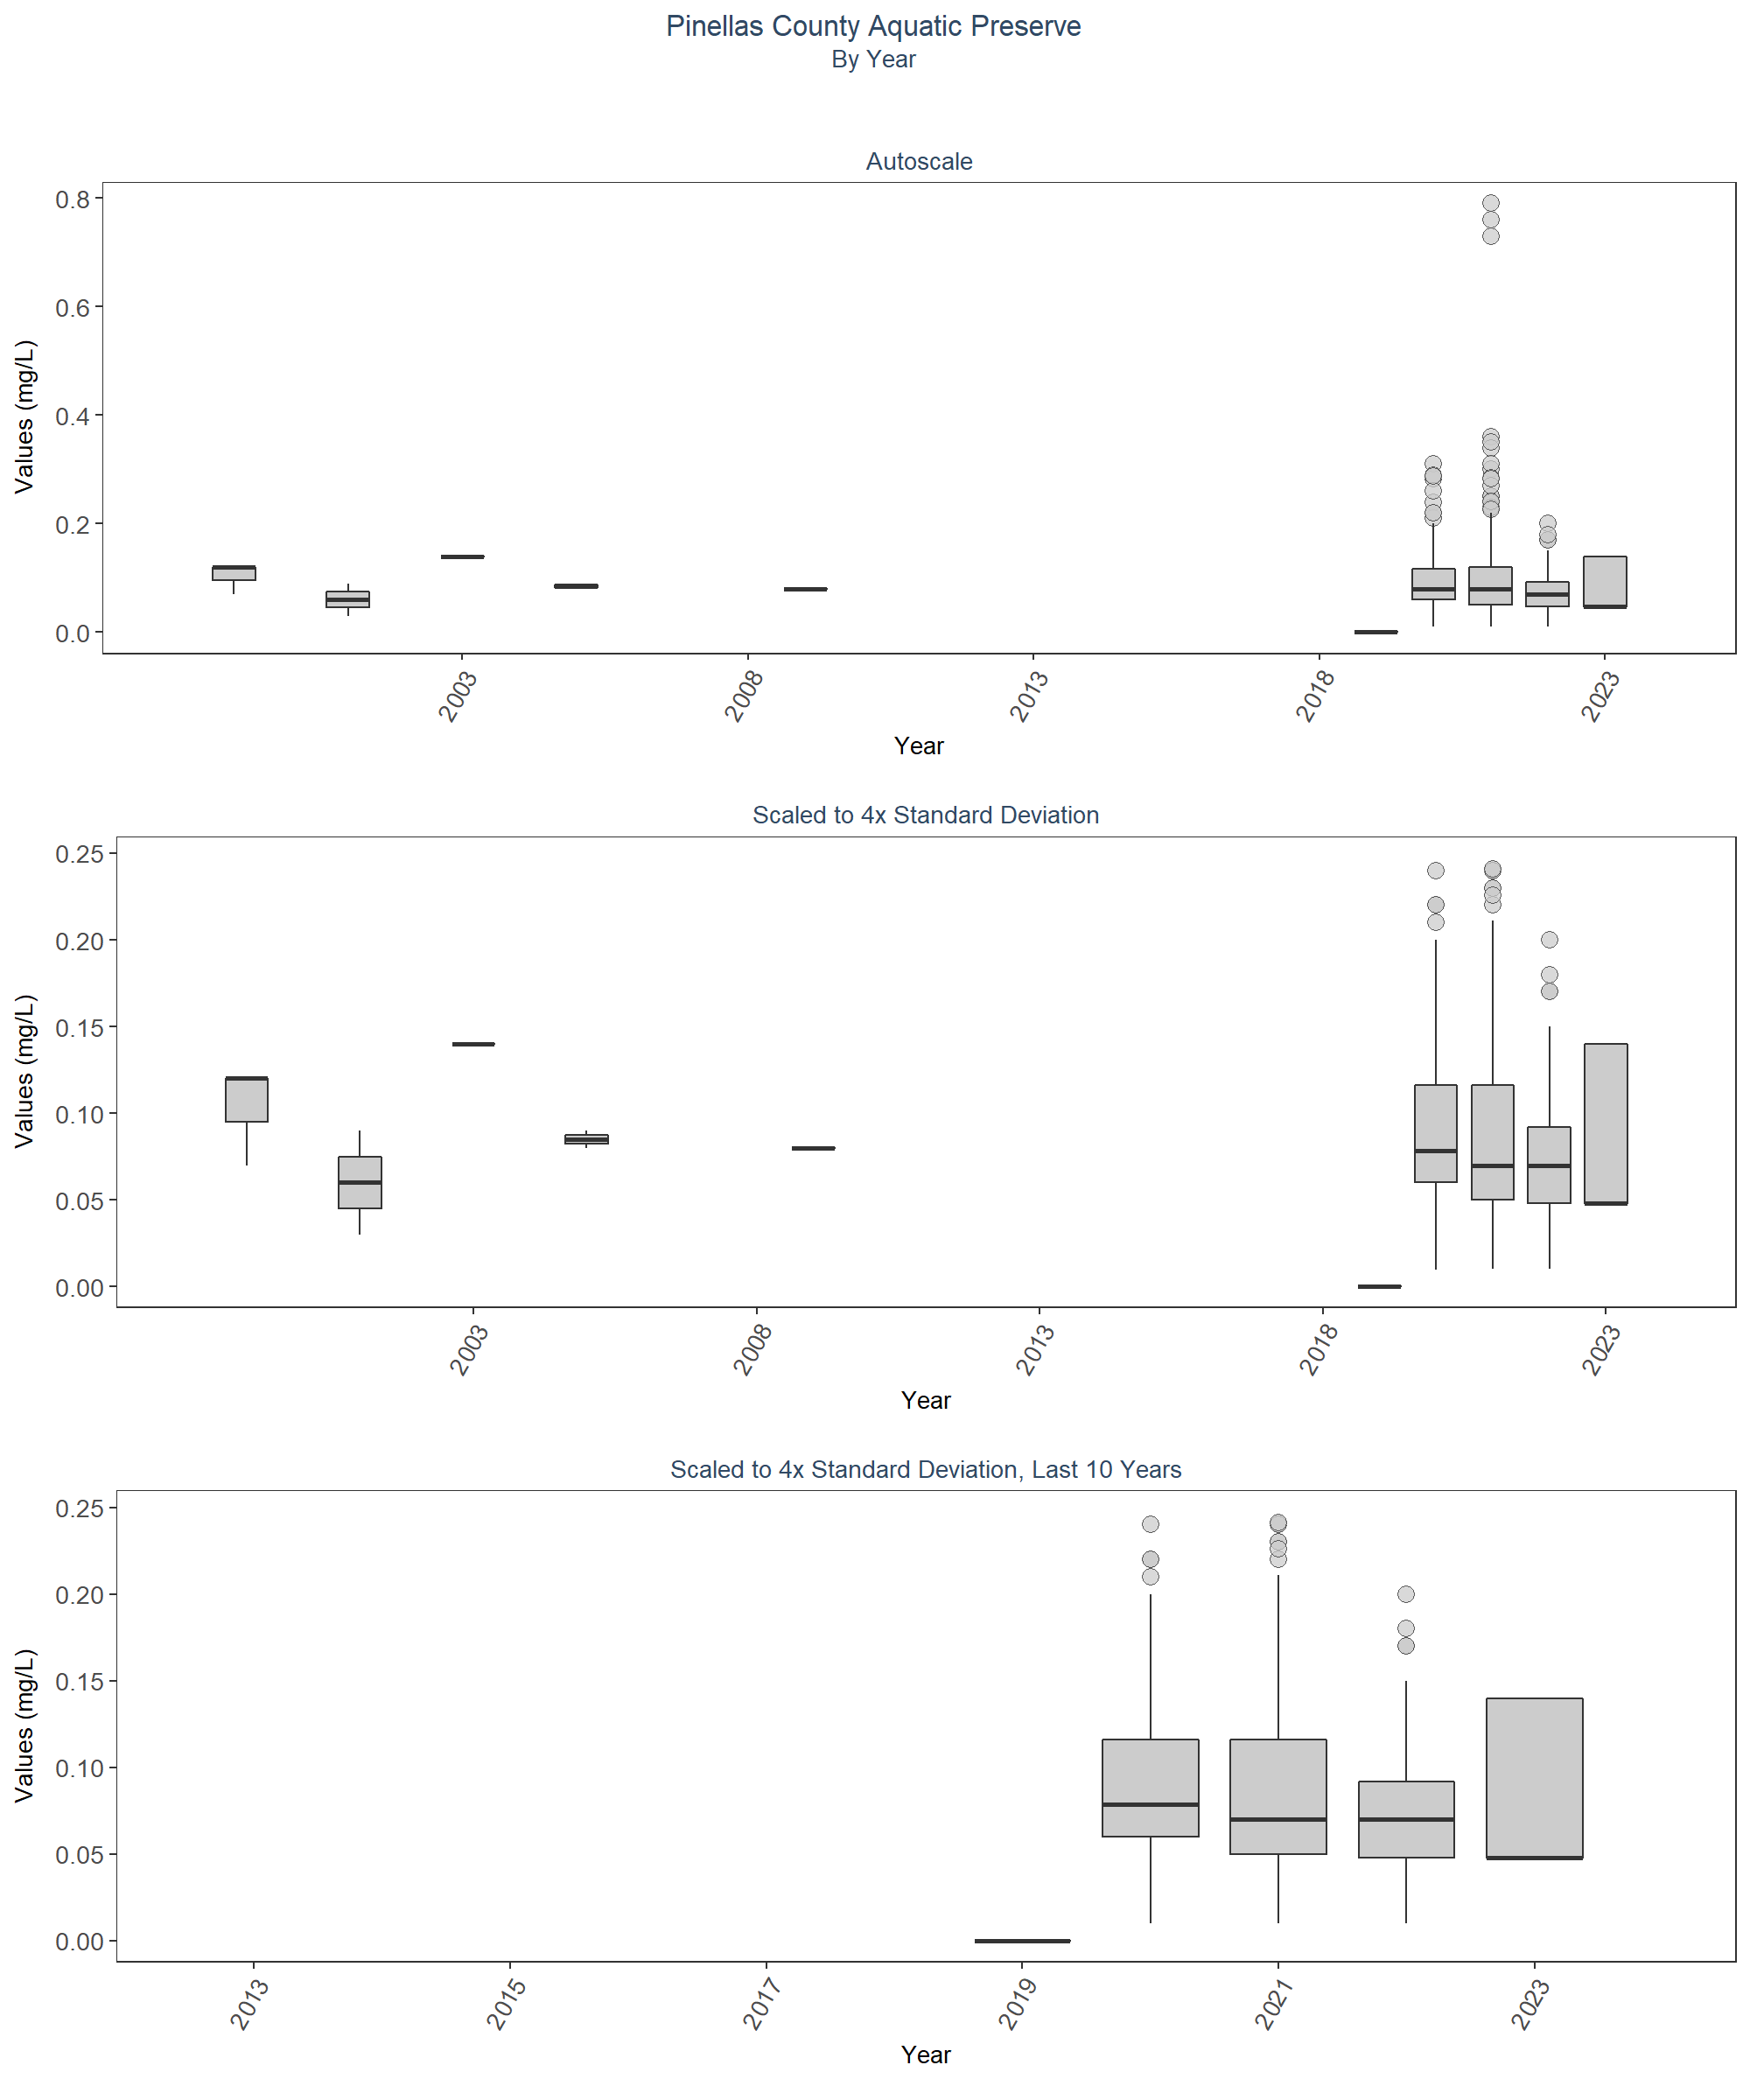 Pinellas County Aquatic Preserve
By Year
Autoscale
Values (mg/L)
0.8
0.6
0.4
0.2
0.0
2003 2008 2013 2018 2023
Year
Scaled to 4x Standard Deviation
Values (mg/L)
0.25
0.20
0.15
0.10
0.05
0.00
2003 2008 2013 2018 2023
Year
Scaled to 4x Standard Deviation, Last 10 Years
Values (mg/L)
0.25
0.20
0.15
0.10
0.05
0.00
2013 2015 2017 2019 2021 2023
Year